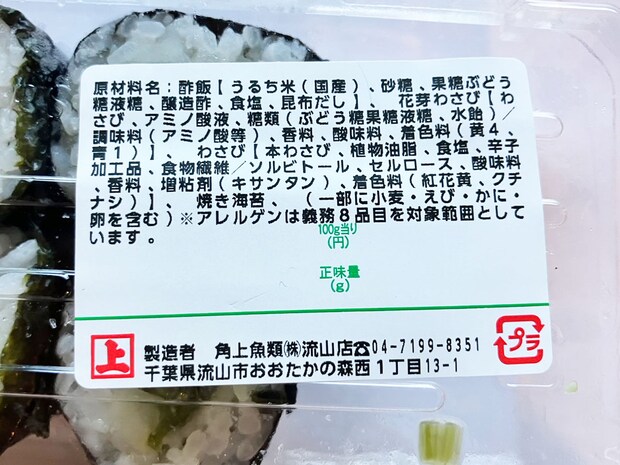 原材料名：酢飯【うるち米（国産）、砂糖、果糖ぶどう
糖液糖、醸造酢、食塩、昆布だし】、 花芽わさび【わ
さび、アミノ酸液、糖類（ぶどう糖果糖液糖、水飴）／
調味料（アミノ酸等）、香料、酸味料、着色料（黄４、
青１）】、 わさび【本わさび、植物油脂、食塩、辛子
加工品、食物繊維／ソルビトール、セルロース、酸味料
、香料、増粘剤（キサンタン）、着色料（紅花黄、クチ
ナシ）】、 焼き海苔、 （一部に小麦・えび・かに・
卵を含む）※アレルゲンは義務８品目を対象範囲として
います。
100g当り
(円)
正味量
(g)
上 製造者 角上魚類㈱流山店☎04-7199-8351
千葉県流山市おおたかの森西１丁目13-1
プラ